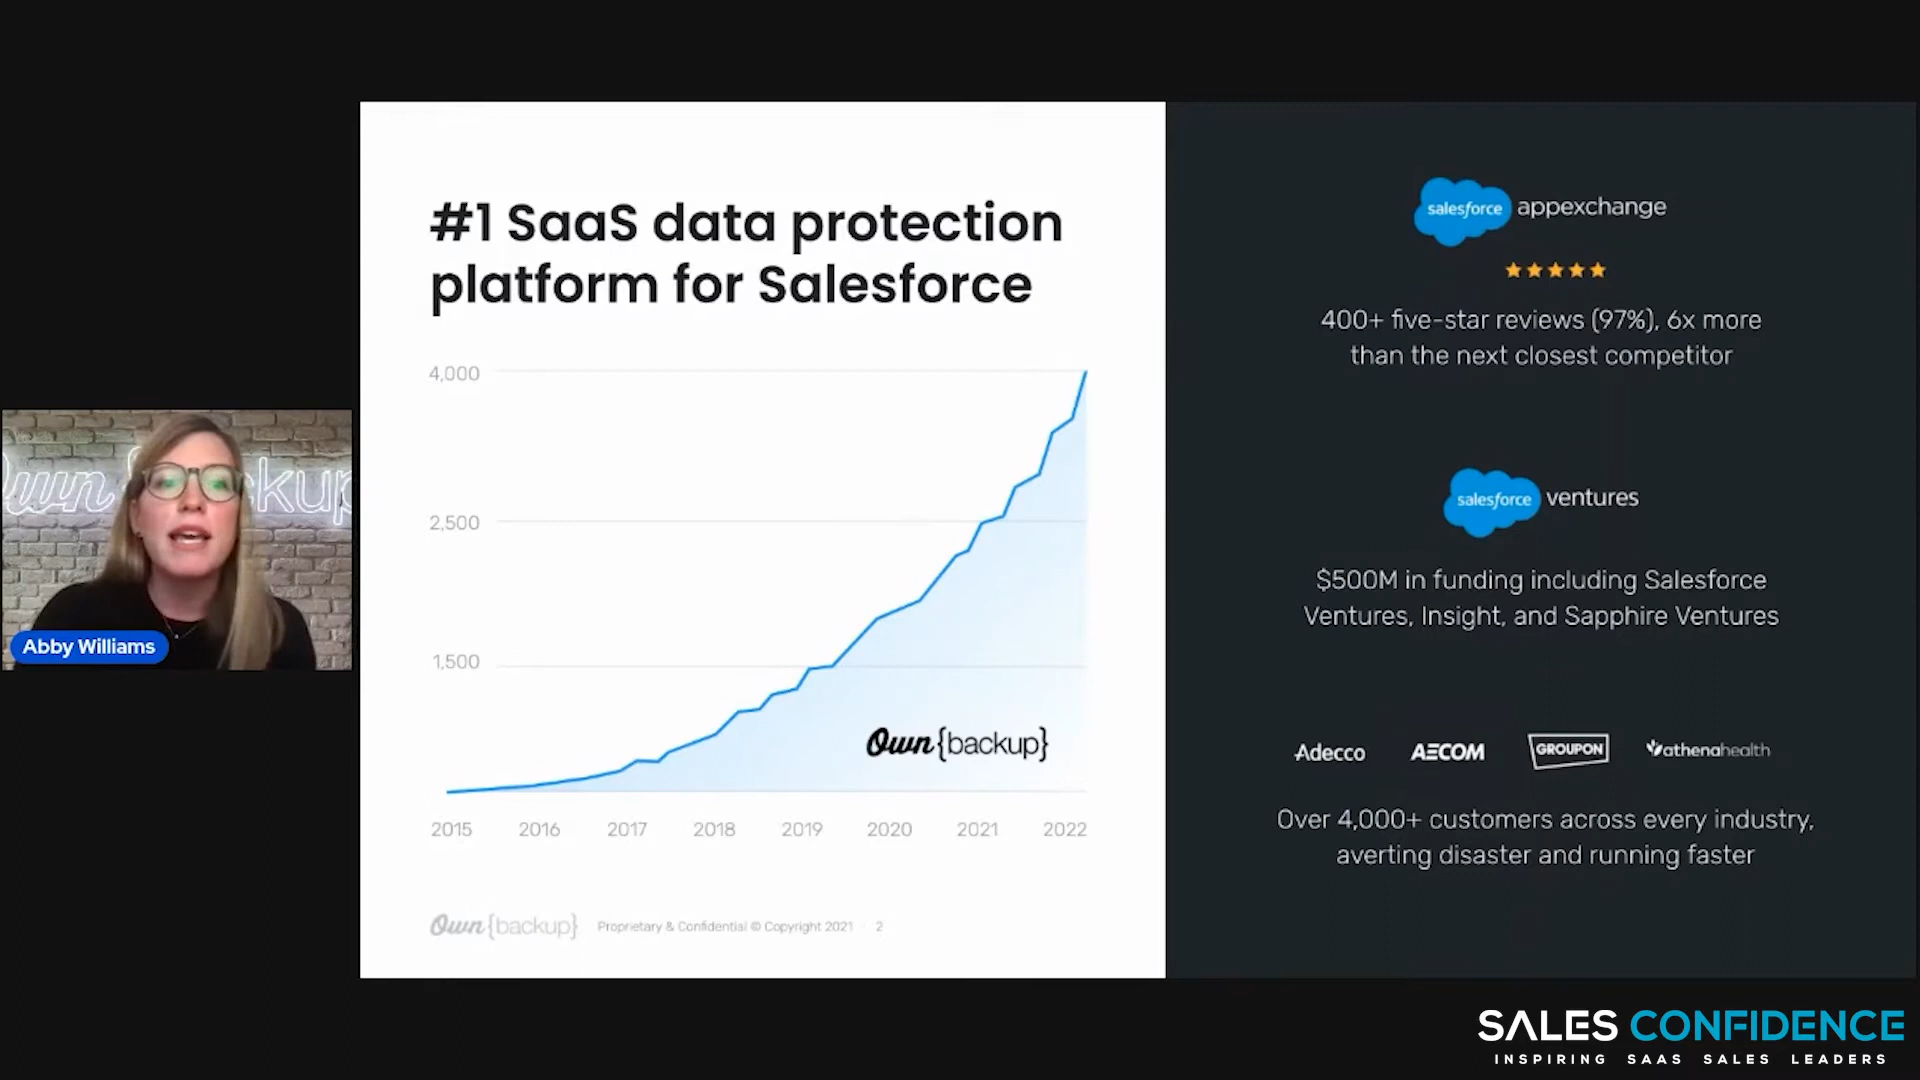 #1 SaaS data protection
platform for Salesforce
4,000
2,500
1,500
Own{backup}
2015 2016 2017 2018 2019 2020 2021 2022
Own{backup} Proprietary & Confidential © Copyright 2021 · 2
salesforce appexchange
400+ five-star reviews (97%), 6x more
than the next closest competitor
salesforce ventures
$500M in funding including Salesforce
Ventures, Insight, and Sapphire Ventures
Adecco AECOM GROUPON athenahealth
Over 4,000+ customers across every industry,
averting disaster and running faster
Own kup
Abby Williams
SALES CONFIDENCE
INSPIRING SAAS SALES LEADERS